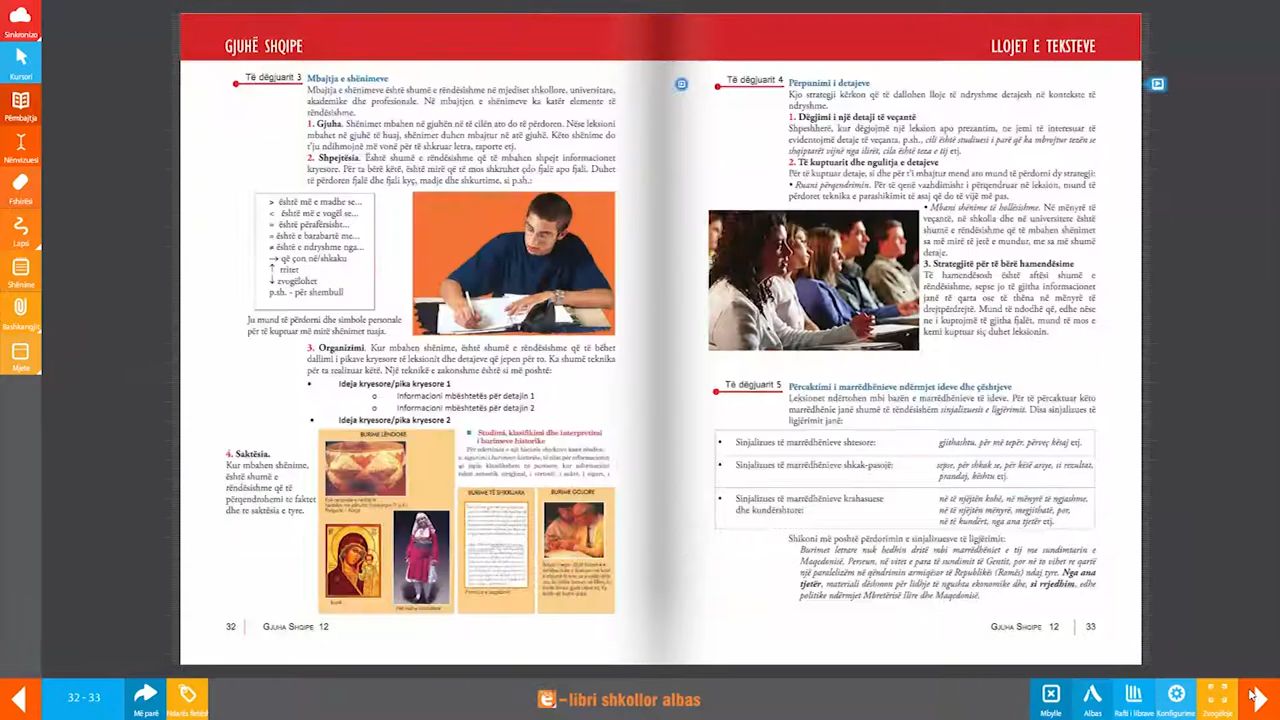 Sinkronizo
Kursori
Përmbajtja
Nënvizuesi
Fshirësi
Lapsi
Shënime
Bashkangjit
Mjete
GJUHË SHQIPE
Të dëgjuarit 3
Mbajtja e shënimeve
Mbajtja e shënimeve është shumë e rëndësishme në mjediset shkollore, universitare,
akademike dhe profesionale. Në mbajtjen e shënimeve ka katër elemente të
rëndësishme.
1. Gjuha. Shënimet mbahen në gjuhën në të cilën ato do të përdoren. Nëse leksioni
mbahet në gjuhë të huaj, shënimet duhen mbajtur në atë gjuhë. Këto shënime do
t'ju ndihmojnë më vonë për të shkruar letra, raporte etj.
2. Shpejtësia. Është shumë e rëndësishme që të mbahen shpejt informacionet
kryesore. Për ta bërë këtë, është mirë që të mos shkruhet çdo fjalë apo fjali. Duhet
të përdoren fjalë dhe fjali kyç, madje dhe shkurtime, si p.sh.:
> është më e madhe se...
< është më e vogël se...
≈ është përafërsisht...
= është e barabartë me...
≠ është e ndryshme nga...
→ që çon në/shkaku
↑ rritet
↓ zvogëlohet
p.sh. - për shembull
Ju mund të përdorni dhe simbole personale
për të kuptuar më mirë shënimet tuaja.
3. Organizimi. Kur mbahen shënime, është shumë e rëndësishme që të bëhet
dallimi i pikave kryesore të leksionit dhe detajeve që jepen për to. Ka shumë teknika
për ta realizuar këtë. Një teknikë e zakonshme është si më poshtë:
• Ideja kryesore/pika kryesore 1
o Informacioni mbështetës për detajin 1
o Informacioni mbështetës për detajin 2
• Ideja kryesore/pika kryesore 2
4. Saktësia.
Kur mbahen shënime,
është shumë e
rëndësishme që të
përqendrohemi te faktet
dhe te saktësia e tyre.
BURIME LËNDORE
Studimi, klasifikimi dhe interpretimi
i burimeve historike
BURIME TË SHKRUARA
BURIME GOJORE
32 GJUHA SHQIPE 12
LLOJET E TEKSTEVE
Të dëgjuarit 4
Përpunimi i detajeve
Kjo strategji kërkon që të dallohen lloje të ndryshme detajesh në kontekste të
ndryshme.
1. Dëgjimi i një detaji të veçantë
Shpeshherë, kur dëgjojmë një leksion apo prezantim, ne jemi të interesuar të
evidentojmë detaje të veçanta, p.sh., cili është studiuesi i parë që ka mbrojtur tezën se
shqiptarët vijnë nga ilirët, cila është teza e tij etj.
2. Të kuptuarit dhe ngulitja e detajeve
Për të kuptuar detaje, si dhe për t'i mbajtur mend ato mund të përdorni dy strategji:
• Ruani përqendrimin. Për të qenë vazhdimisht i përqendruar në leksion, mund të
përdoret teknika e parashikimit të asaj që do të vijë më pas.
• Mbani shënime të hollësishme. Në mënyrë të
veçantë, në shkolla dhe në universitete është
shumë e rëndësishme që të mbahen shënimet
sa më mirë të jetë e mundur, me sa më shumë
detaje.
3. Strategjitë për të bërë hamendësime
Të hamendësosh është aftësi shumë e
rëndësishme, sepse jo të gjitha informacionet
janë të qarta ose të thëna në mënyrë të
drejtpërdrejtë. Mund të ndodhë që, edhe nëse
ne i kuptojmë të gjitha fjalët, mund të mos e
kemi kuptuar siç duhet leksionin.
Të dëgjuarit 5
Përcaktimi i marrëdhënieve ndërmjet ideve dhe çështjeve
Leksionet ndërtohen mbi bazën e marrëdhënieve të ideve. Për të përcaktuar këto
marrëdhënie janë shumë të rëndësishëm sinjalizuesit e ligjërimit. Disa sinjalizues të
ligjërimit janë:
• Sinjalizues të marrëdhënieve shtesore: gjithashtu, për më tepër, përveç kësaj etj.
• Sinjalizues të marrëdhënieve shkak-pasojë: sepse, për shkak se, për këtë arsye, si rezultat,
prandaj, kështu etj.
• Sinjalizues të marrëdhënieve krahasuese
dhe kundërshtore:
në të njëjtën kohë, në mënyrë të ngjashme,
në të njëjtën mënyrë, megjithatë, por,
në të kundërt, nga ana tjetër etj.
Shikoni më poshtë përdorimin e sinjalizuesve të ligjërimit:
Burimet letrare nuk hedhin dritë mbi marrëdhëniet e tij me sundimtarin e
Maqedonisë, Perseun, në vitet e para të sundimit të Gentit, por më to vihet re qartë
një paralelizëm në qëndrimin armiqësor të Republikës (Romës) ndaj tyre. Nga ana
tjetër, materiali dëshmon për lidhje të ngushta ekonomike dhe, si rrjedhim, edhe
politike ndërmjet Mbretërisë Ilire dhe Maqedonisë.
GJUHA SHQIPE 12 33
32 - 33
Më parë
Ndarës fletësh
e-libri shkollor albas
Mbylle
Albas
Rafti i librave
Konfigurime
Zvogëloje